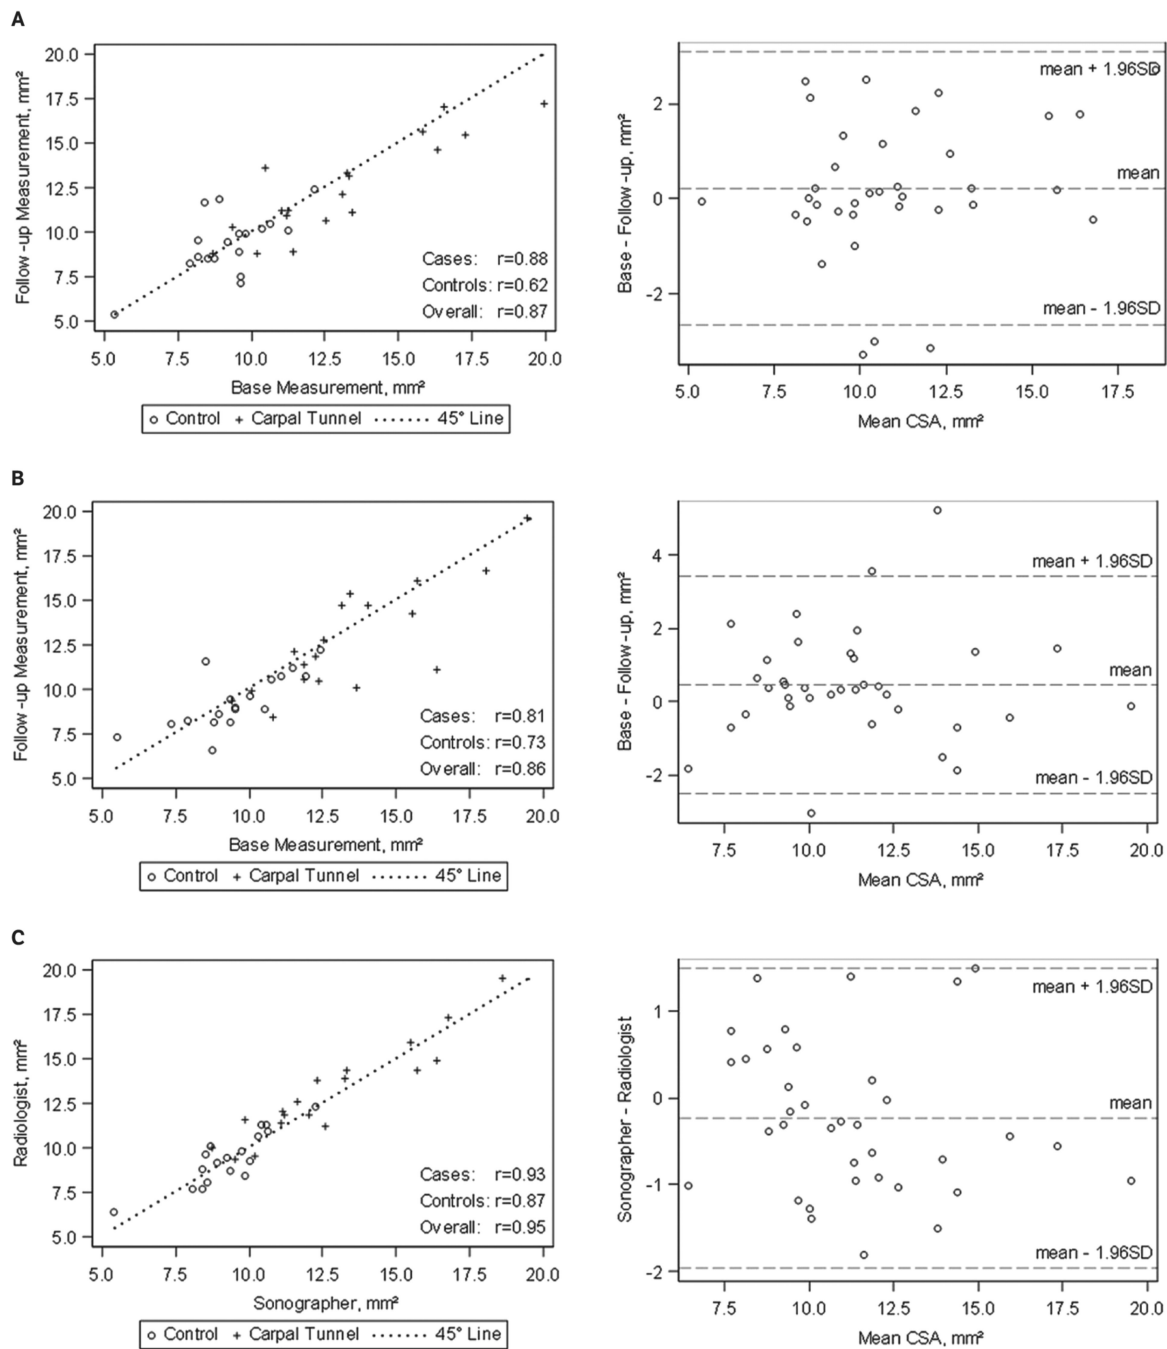 A
20.0
17.5
15.0
12.5
10.0
7.5
5.0
Follow -up Measurement, mm²
Cases: r=0.88
Controls: r=0.62
Overall: r=0.87
5.0 7.5 10.0 12.5 15.0 17.5 20.0
Base Measurement, mm²
Control Carpal Tunnel 45° Line
mean + 1.96SD
2
mean
0
-2
mean - 1.96SD
Base - Follow-up, mm²
5.0 7.5 10.0 12.5 15.0 17.5
Mean CSA, mm²
B
20.0
17.5
15.0
12.5
10.0
7.5
5.0
Follow -up Measurement, mm²
Cases: r=0.81
Controls: r=0.73
Overall: r=0.86
5.0 7.5 10.0 12.5 15.0 17.5 20.0
Base Measurement, mm²
Control Carpal Tunnel 45° Line
4
mean + 1.96SD
2
mean
0
-2
mean - 1.96SD
Base - Follow-up, mm²
7.5 10.0 12.5 15.0 17.5 20.0
Mean CSA, mm²
C
20.0
17.5
15.0
12.5
10.0
7.5
5.0
Radiologist, mm²
Cases: r=0.93
Controls: r=0.87
Overall: r=0.95
5.0 7.5 10.0 12.5 15.0 17.5 20.0
Sonographer, mm²
Control Carpal Tunnel 45° Line
mean + 1.96SD
1
0
mean
-1
mean - 1.96SD
-2
Sonographer - Radiologist
7.5 10.0 12.5 15.0 17.5 20.0
Mean CSA, mm²